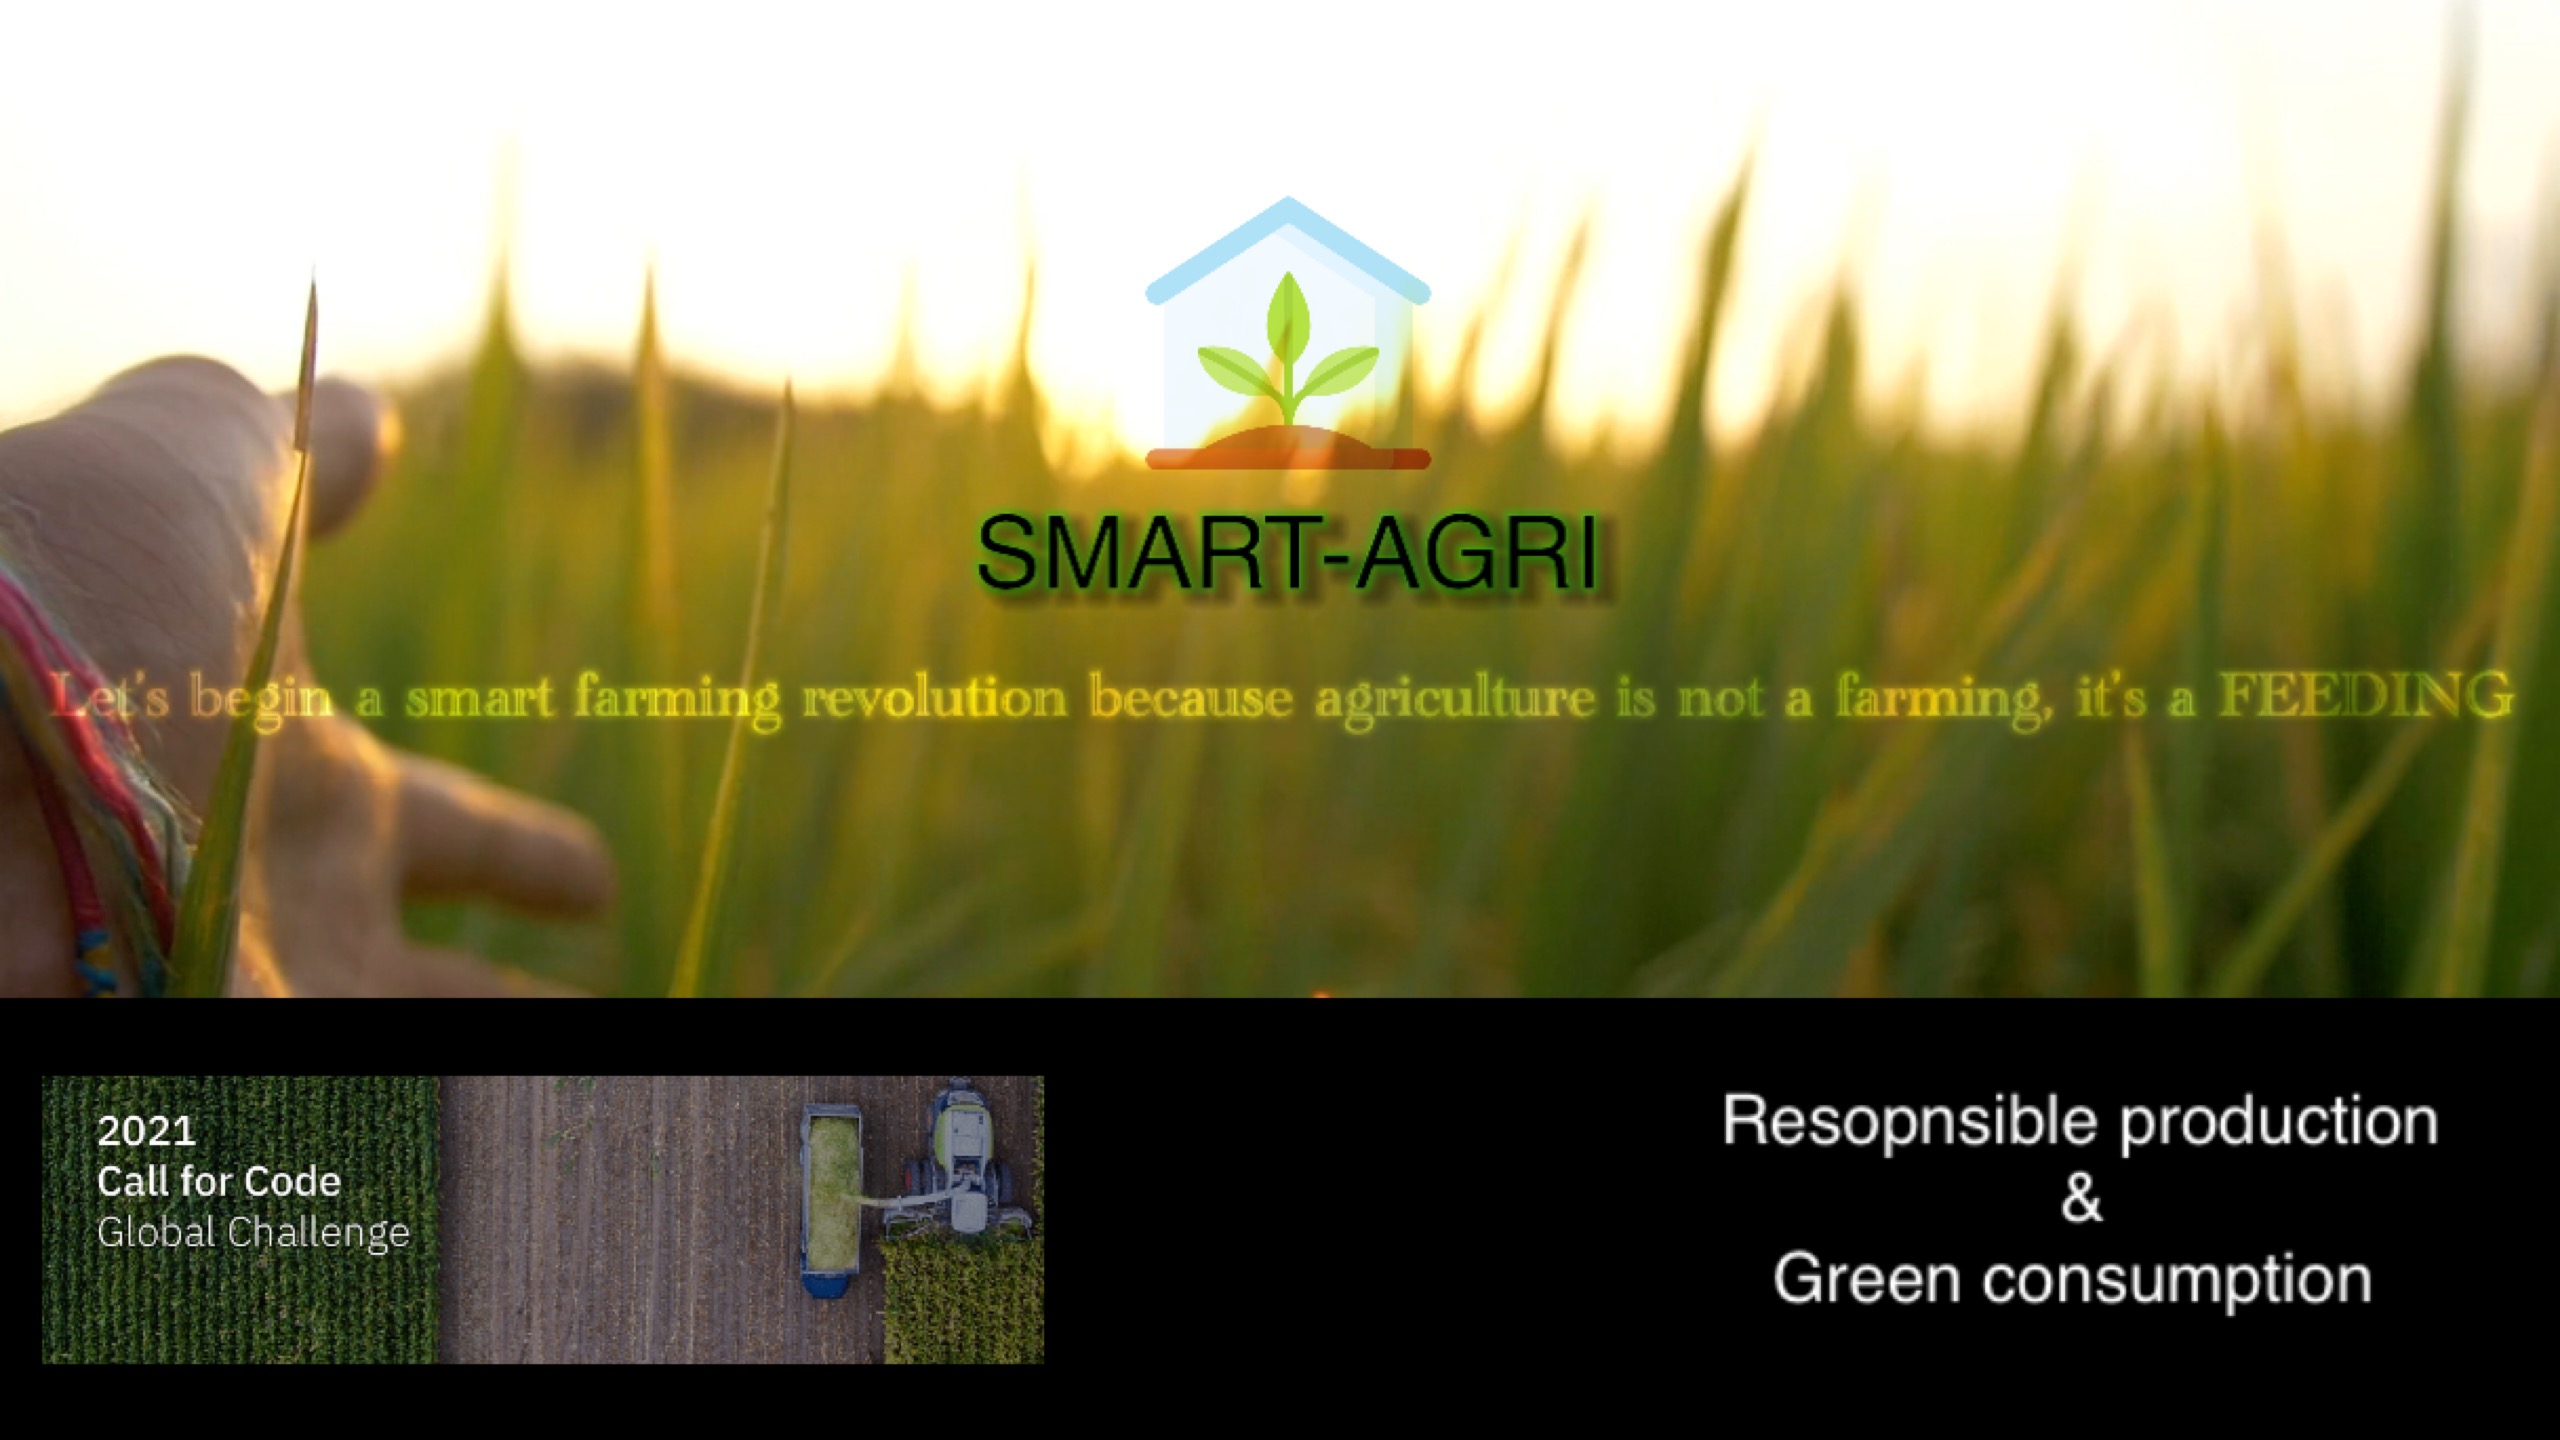 SMART-AGRI
Let's begin a smart farming revolution because agriculture is not a farming, it's a FEEDING
2021
Call for Code
Global Challenge
Resopnsible production
&
Green consumption